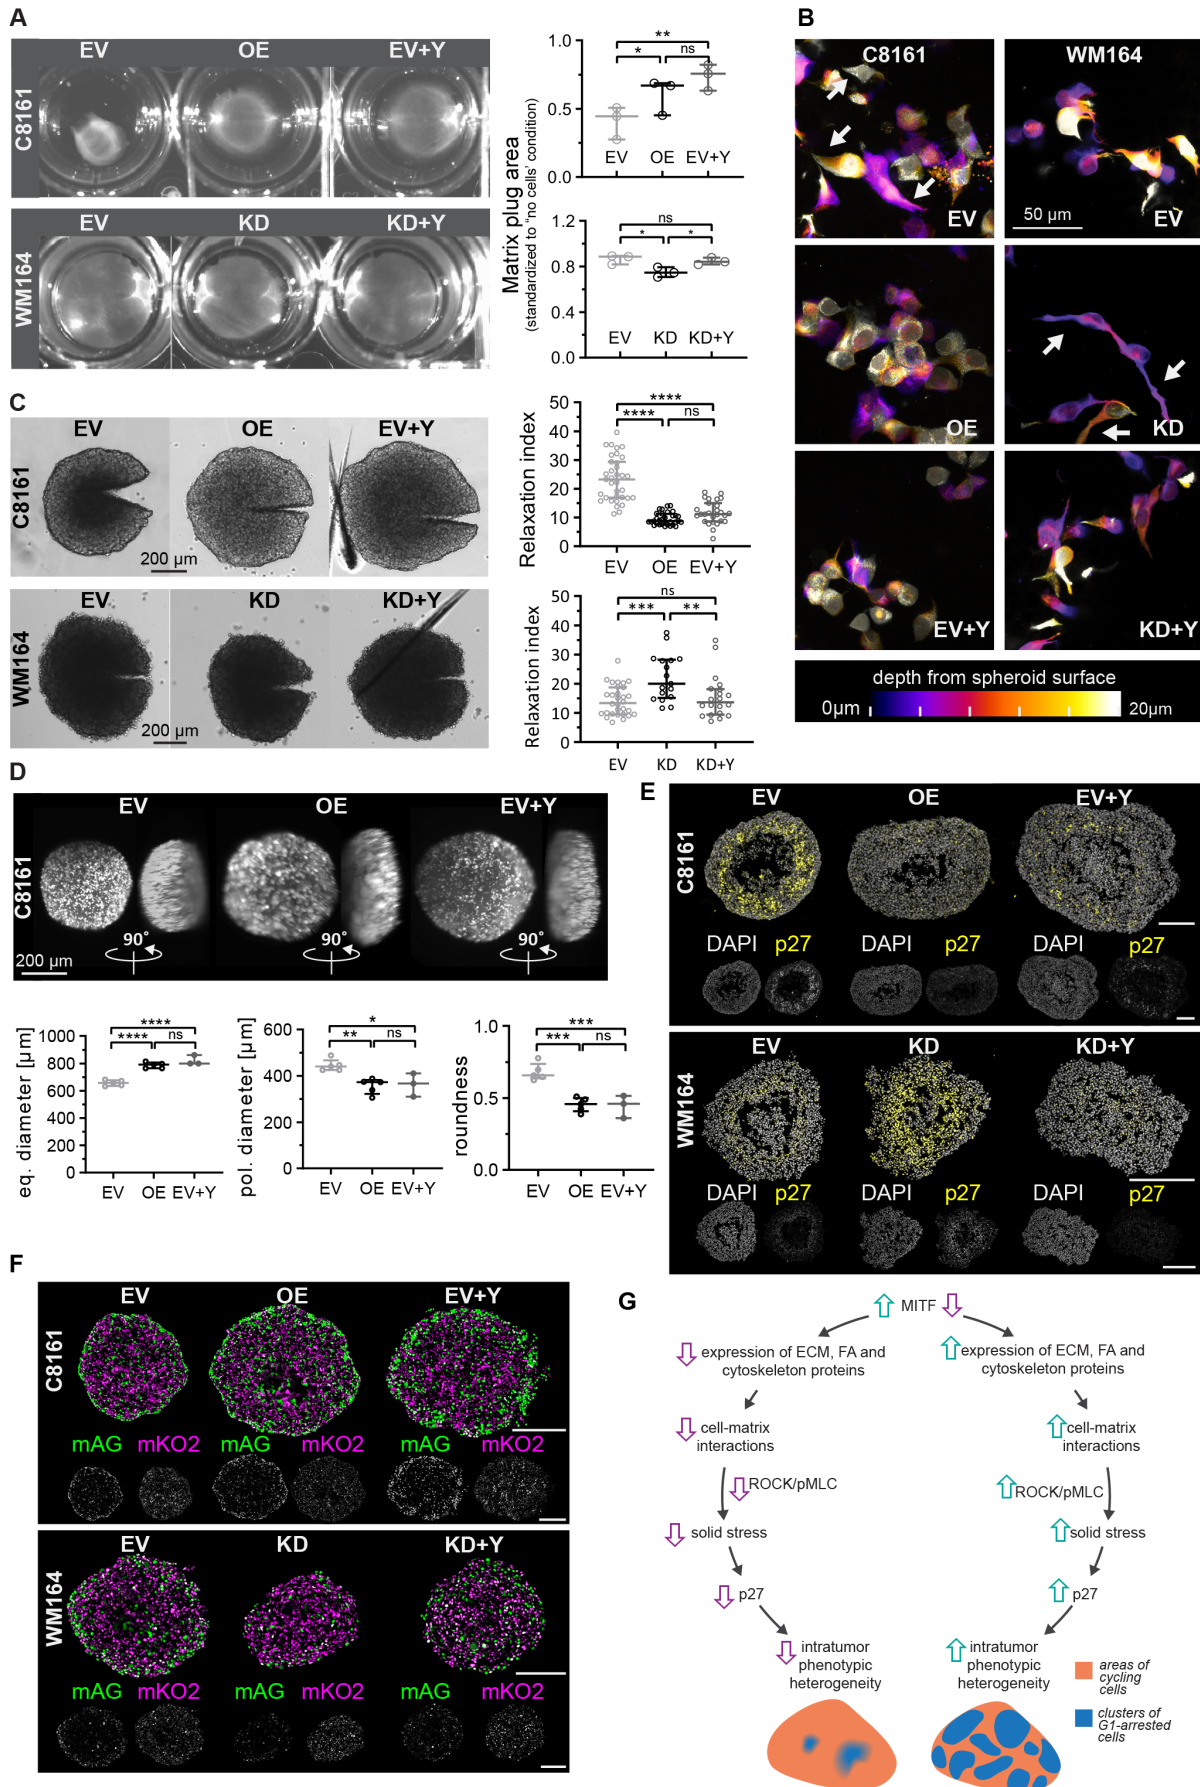 A
EV
OE
EV+Y
C8161
EV
KD
KD+Y
WM164
Matrix plug area
(standardized to "no cells' condition)
1.0
0.5
0.0
**
*
ns
EV
OE
EV+Y
1.2
0.8
0.4
0.0
ns
*
*
EV
KD
KD+Y
B
C8161
WM164
EV
50 µm
EV
OE
KD
EV+Y
KD+Y
depth from spheroid surface
0µm
20µm
C
EV
OE
EV+Y
C8161
200 µm
EV
KD
KD+Y
WM164
200 µm
Relaxation index
50
40
30
20
10
0
****
****
ns
EV
OE
EV+Y
Relaxation index
50
40
30
20
10
0
ns
***
**
EV
KD
KD+Y
D
EV
OE
EV+Y
C8161
90°
90°
90°
200 µm
eq. diameter [µm]
1000
800
600
400
200
0
****
****
ns
EV
OE
EV+Y
pol. diameter [µm]
600
400
200
0
*
**
ns
EV
OE
EV+Y
roundness
1.0
0.5
0.0
***
***
ns
EV
OE
EV+Y
E
EV
OE
EV+Y
C8161
DAPI
p27
DAPI
p27
DAPI
p27
EV
KD
KD+Y
WM164
DAPI
p27
DAPI
p27
DAPI
p27
F
EV
OE
EV+Y
C8161
mAG
mKO2
mAG
mKO2
mAG
mKO2
EV
KD
KD+Y
WM164
mAG
mKO2
mAG
mKO2
mAG
mKO2
G
MITF
expression of ECM, FA and
cytoskeleton proteins
expression of ECM, FA and
cytoskeleton proteins
cell-matrix
interactions
cell-matrix
interactions
ROCK/pMLC
ROCK/pMLC
solid stress
solid stress
p27
p27
intratumor
phenotypic
heterogeneity
intratumor
phenotypic
heterogeneity
areas of
cycling
cells
clusters of
G1-arrested
cells